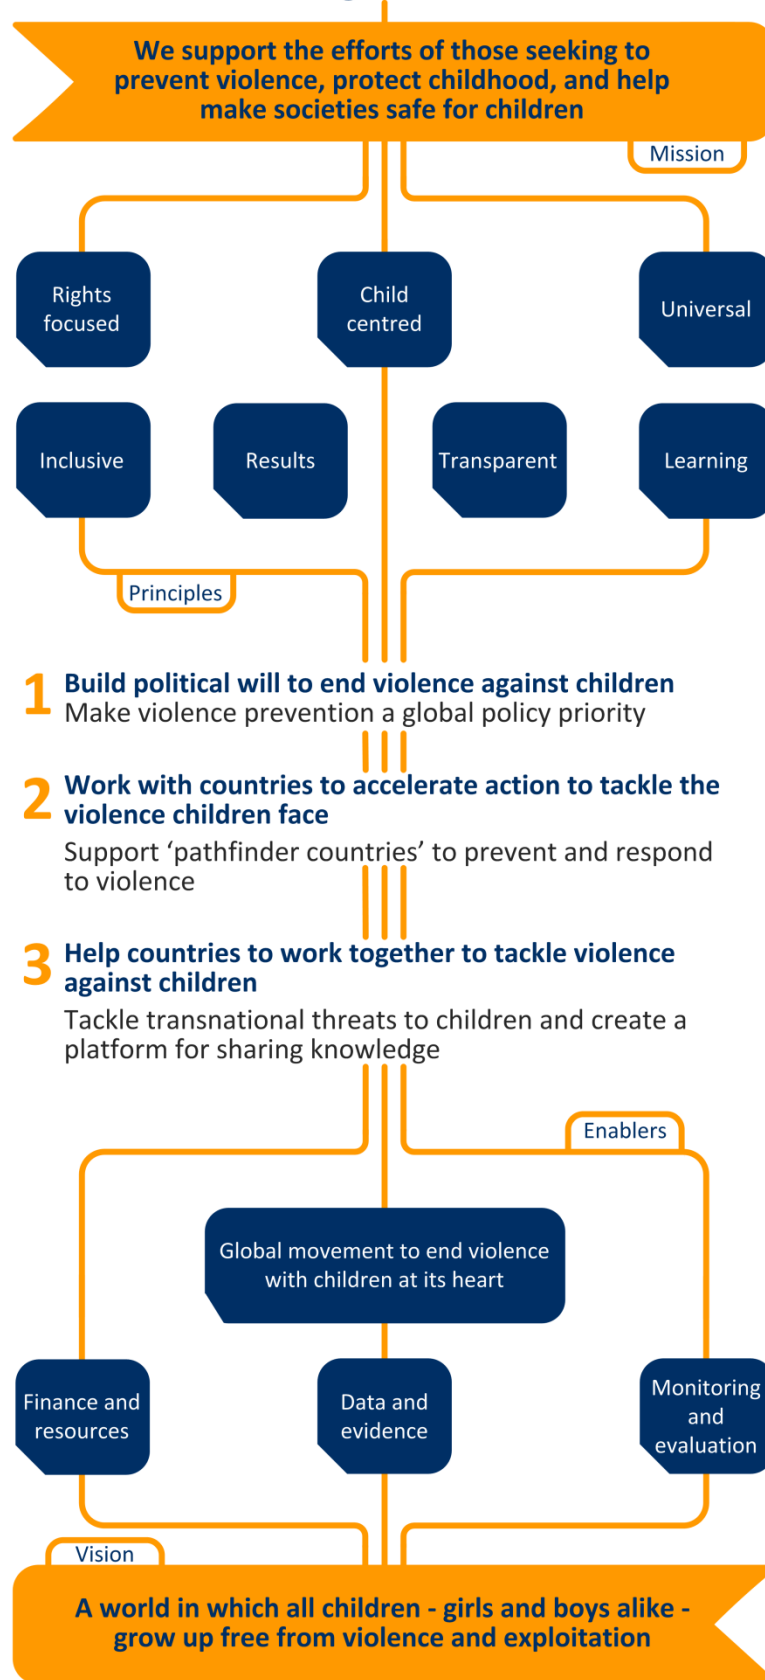 We support the efforts of those seeking to
prevent violence, protect childhood, and help
make societies safe for children
Mission
Rights
focused
Child
centred
Universal
Inclusive
Results
Transparent
Learning
Principles
1
Build political will to end violence against children
Make violence prevention a global policy priority
2
Work with countries to accelerate action to tackle the
violence children face
Support ‘pathfinder countries’ to prevent and respond
to violence
3
Help countries to work together to tackle violence
against children
Tackle transnational threats to children and create a
platform for sharing knowledge
Enablers
Global movement to end violence
with children at its heart
Finance and
resources
Data and
evidence
Monitoring
and
evaluation
Vision
A world in which all children - girls and boys alike -
grow up free from violence and exploitation